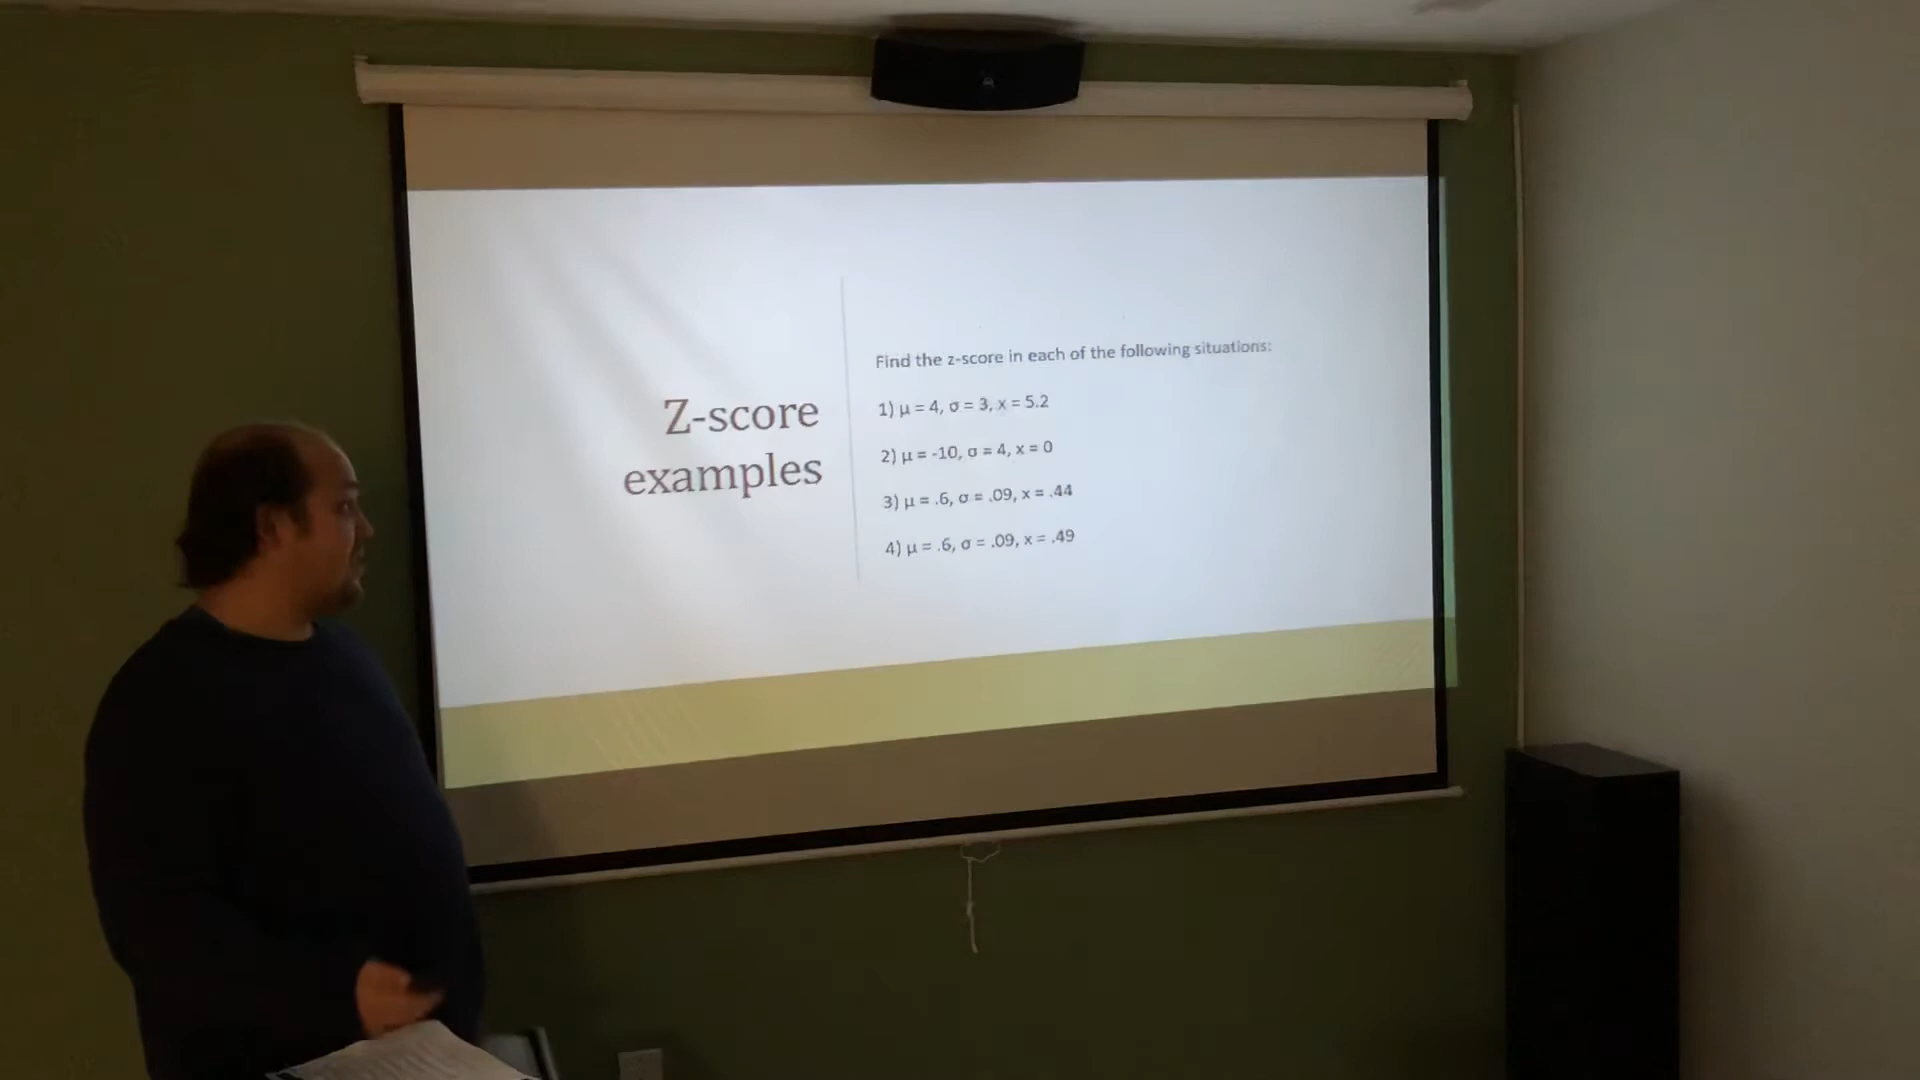 Z-score
examples
Find the z-score in each of the following situations:
1) μ = 4, σ = 3, x = 5.2
2) μ = -10, σ = 4, x = 0
3) μ = .6, σ = .09, x = .44
4) μ = .6, σ = .09, x = .49